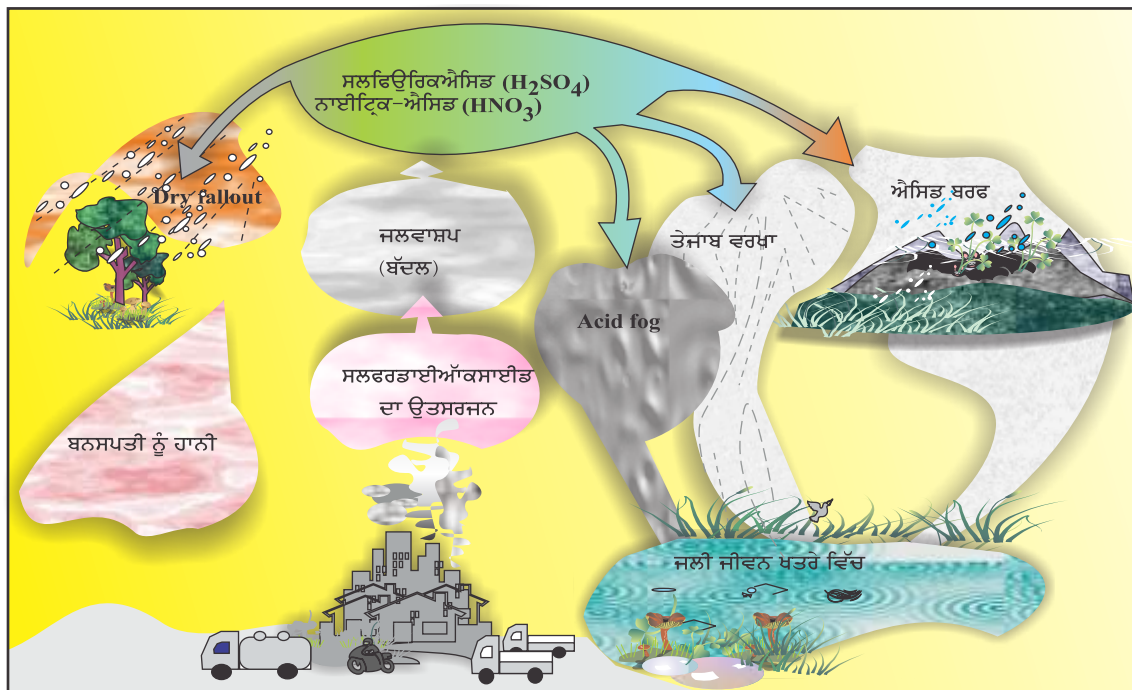 ਸਲਫਿਉਰਿਕਐਸਿਡ (H₂SO₄)
ਨਾਈਟ੍ਰਿਕ-ਐਸਿਡ (HNO₃)
Dry fallout
ਜਲਵਾਸ਼ਪ
(ਬੱਦਲ)
ਤੇਜਾਬ ਵਰਖਾ
ਐਸਿਡ ਬਰਫ
Acid fog
ਸਲਫਰਡਾਈਆੱਕਸਾਈਡ
ਦਾ ਉਤਸਰਜਨ
ਬਨਸਪਤੀ ਨੂੰ ਹਾਨੀ
ਜਲੀ ਜੀਵਨ ਖਤਰੇ ਵਿੱਚ